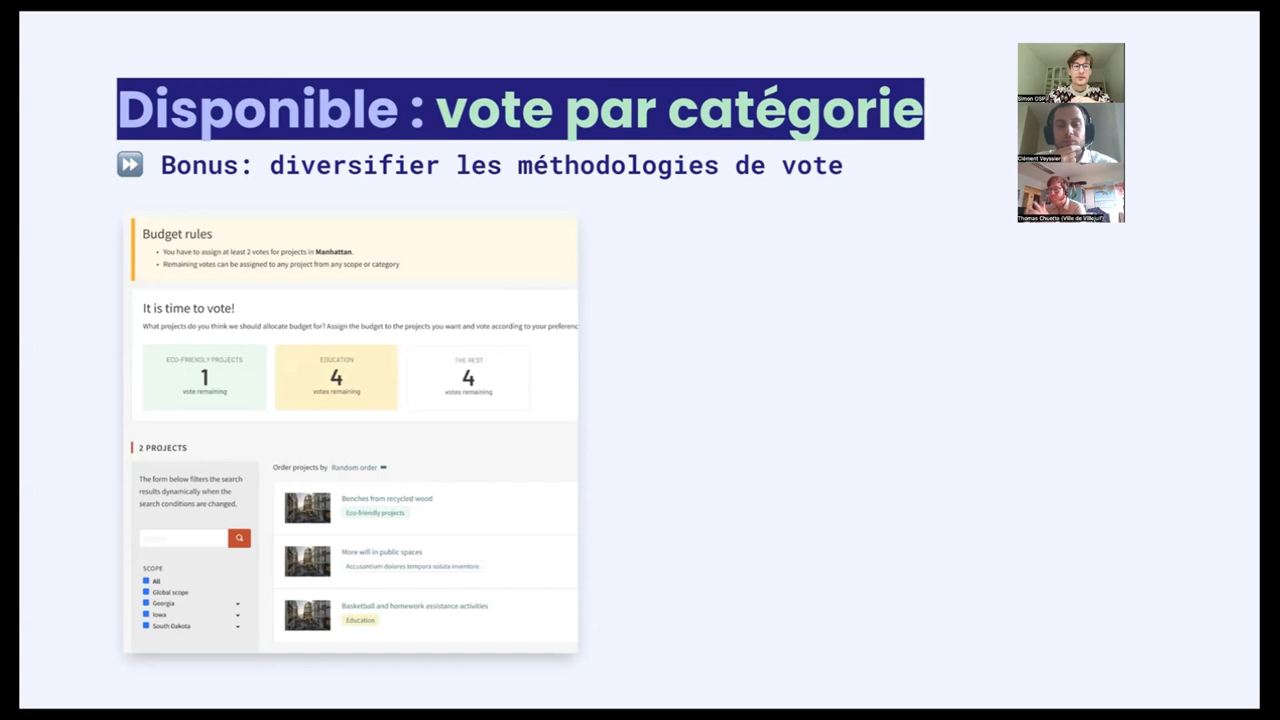 Disponible : vote par catégorie
Bonus: diversifier les méthodologies de vote
Simon OSPU
Clément Veyssier
Thomas Chuette (Ville de Villejuif)
Budget rules
• You have to assign at least 2 votes for projects in Manhattan.
• Remaining votes can be assigned to any project from any scope or category
It is time to vote!
What projects do you think we should allocate budget for? Assign the budget to the projects you want and vote according to your preferenc
ECO-FRIENDLY PROJECTS
1
vote remaining
EDUCATION
4
votes remaining
THE REST
4
votes remaining
2 PROJECTS
The form below filters the search
results dynamically when the
search conditions are changed.
SCOPE
All
Global scope
Georgia
Iowa
South Dakota
Order projects by Random order
Benches from recycled wood
Eco-friendly projects
More wifi in public spaces
Accusantium dolores tempora soluta inventore.
Basketball and homework assistance activities
Education